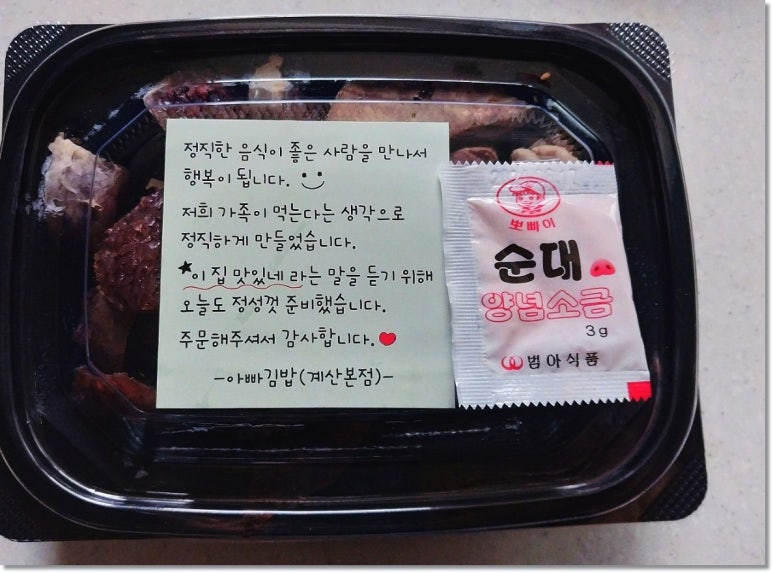 정직한 음식이 좋은 사람을 만나서
행복이 됩니다.
저희 가족이 먹는다는 생각으로
정직하게 만들었습니다.
★이 집 맛있네 라는 말을 듣기 위해
오늘도 정성껏 준비했습니다.
주문해주셔서 감사합니다.♥
-아빠김밥(계산본점)-
뽀빠이
순대
양념소금
3g
범아식품